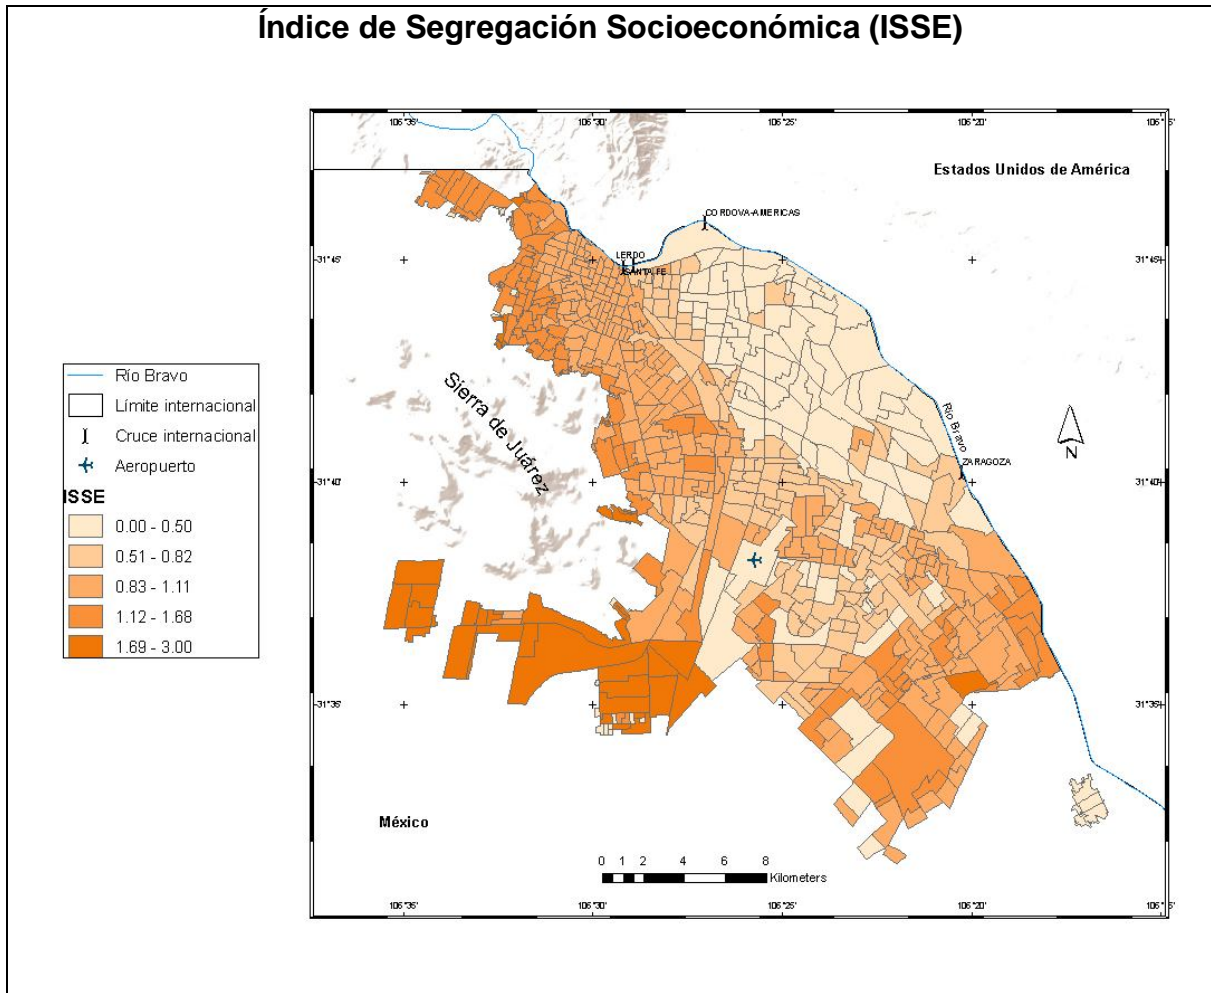 Índice de Segregación Socioeconómica (ISSE)
106°35'
106°30'
106°25'
106°20'
Estados Unidos de América
CORDOVA-AMERICAS
31°45'
LERDO
31°45'
SANTA FE
Río Bravo
Límite internacional
Cruce internacional
Aeropuerto
ISSE
0.00 - 0.50
0.51 - 0.82
0.83 - 1.11
1.12 - 1.68
1.69 - 3.00
Sierra de Juárez
Río Bravo
N
ZARAGOZA
31°40'
31°40'
31°35'
31°35'
México
0 1 2 4 6 8
Kilometers
106°35'
106°30'
106°25'
106°20'